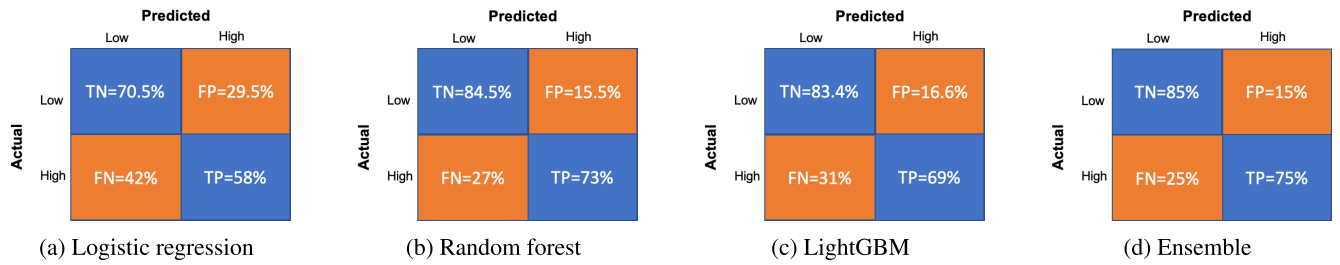 Predicted
Low High
Actual
Low
TN=70.5% FP=29.5%
High
FN=42% TP=58%
(a) Logistic regression
Predicted
Low High
Actual
Low
TN=84.5% FP=15.5%
High
FN=27% TP=73%
(b) Random forest
Predicted
Low High
Actual
Low
TN=83.4% FP=16.6%
High
FN=31% TP=69%
(c) LightGBM
Predicted
Low High
Actual
Low
TN=85% FP=15%
High
FN=25% TP=75%
(d) Ensemble